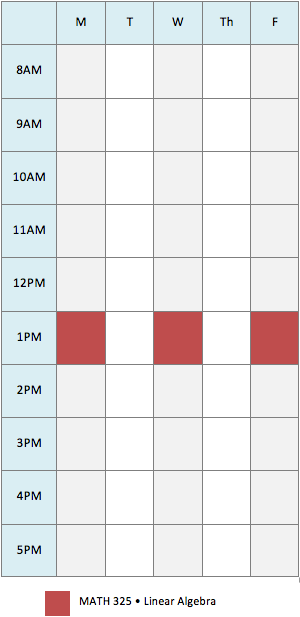 M T W Th F
8AM
9AM
10AM
11AM
12PM
1PM
2PM
3PM
4PM
5PM
MATH 325 • Linear Algebra